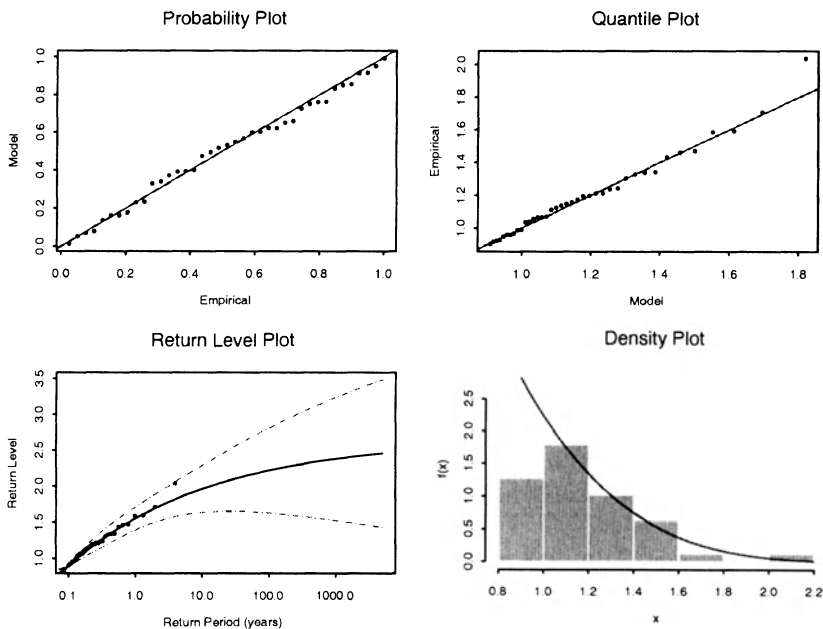 Probability Plot
Model
0.0 0.2 0.4 0.6 0.8 1.0
0.0 0.2 0.4 0.6 0.8 1.0
Empirical
Quantile Plot
Empirical
1.0 1.2 1.4 1.6 1.8 2.0
1.0 1.2 1.4 1.6 1.8
Model
Return Level Plot
Return Level
1.0 1.5 2.0 2.5 3.0 3.5
0.1 1.0 10.0 100.0 1000.0
Return Period (years)
Density Plot
f(x)
0.0 0.5 1.0 1.5 2.0 2.5
0.8 1.0 1.2 1.4 1.6 1.8 2.0 2.2
x